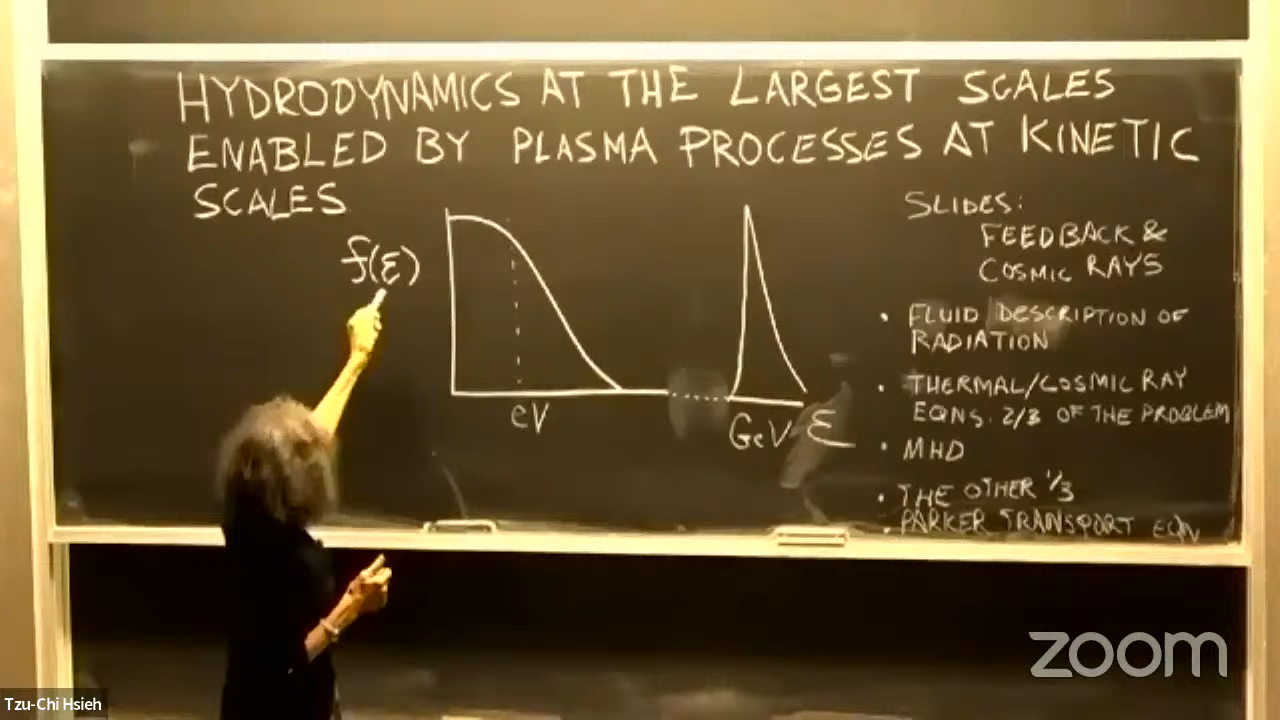 HYDRODYNAMICS AT THE LARGEST SCALES
ENABLED BY PLASMA PROCESSES AT KINETIC
SCALES
f(ε)
eV
GeV
ε
SLIDES:
FEEDBACK &
COSMIC RAYS
• FLUID DESCRIPTION OF
RADIATION
• THERMAL/COSMIC RAY
EQNS. 2/3 OF THE PROBLEM
• MHD
• THE OTHER 1/3
• PARKER TRANSPORT EQN
zoom
Tzu-Chi Hsieh